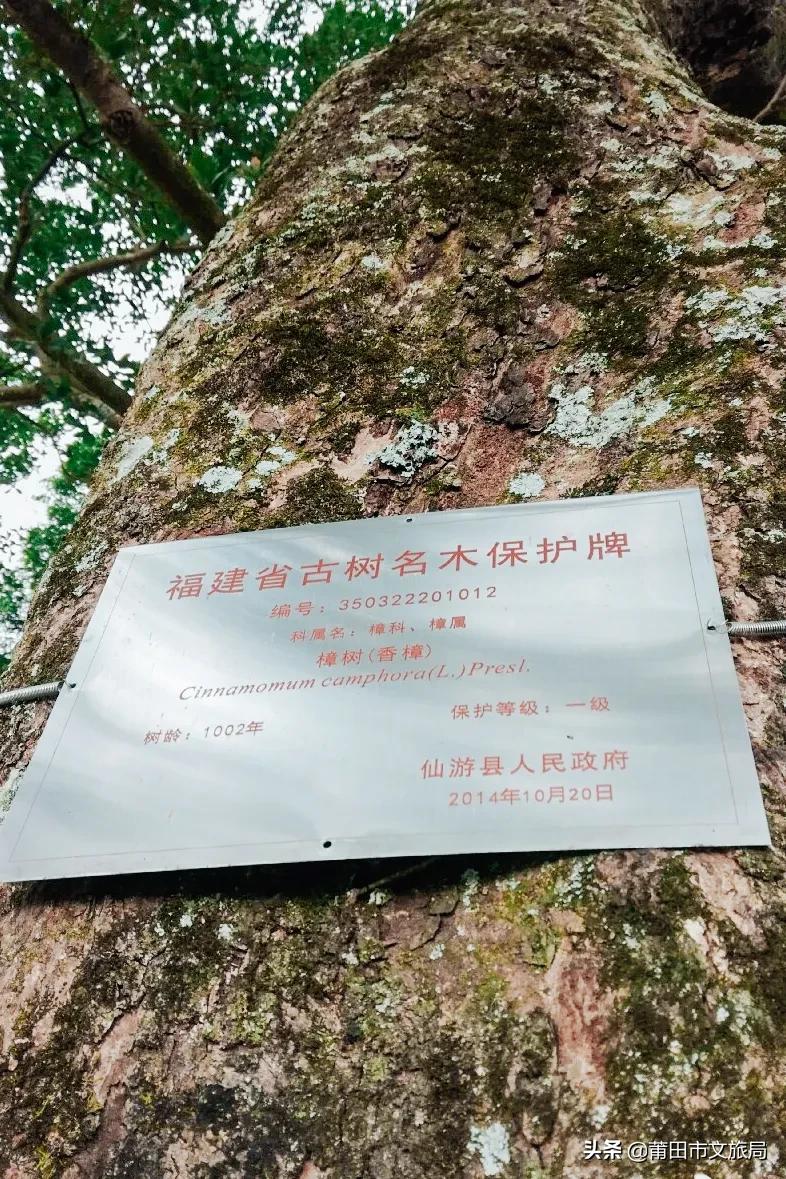 福建省古树名木保护牌
编号：350322201012
科属名：樟科、樟属
樟树(香樟)
Cinnamomum camphora(L.)Presl.
保护等级：一级
树龄：1002年
仙游县人民政府
2014年10月20日
头条 @莆田市文旅局